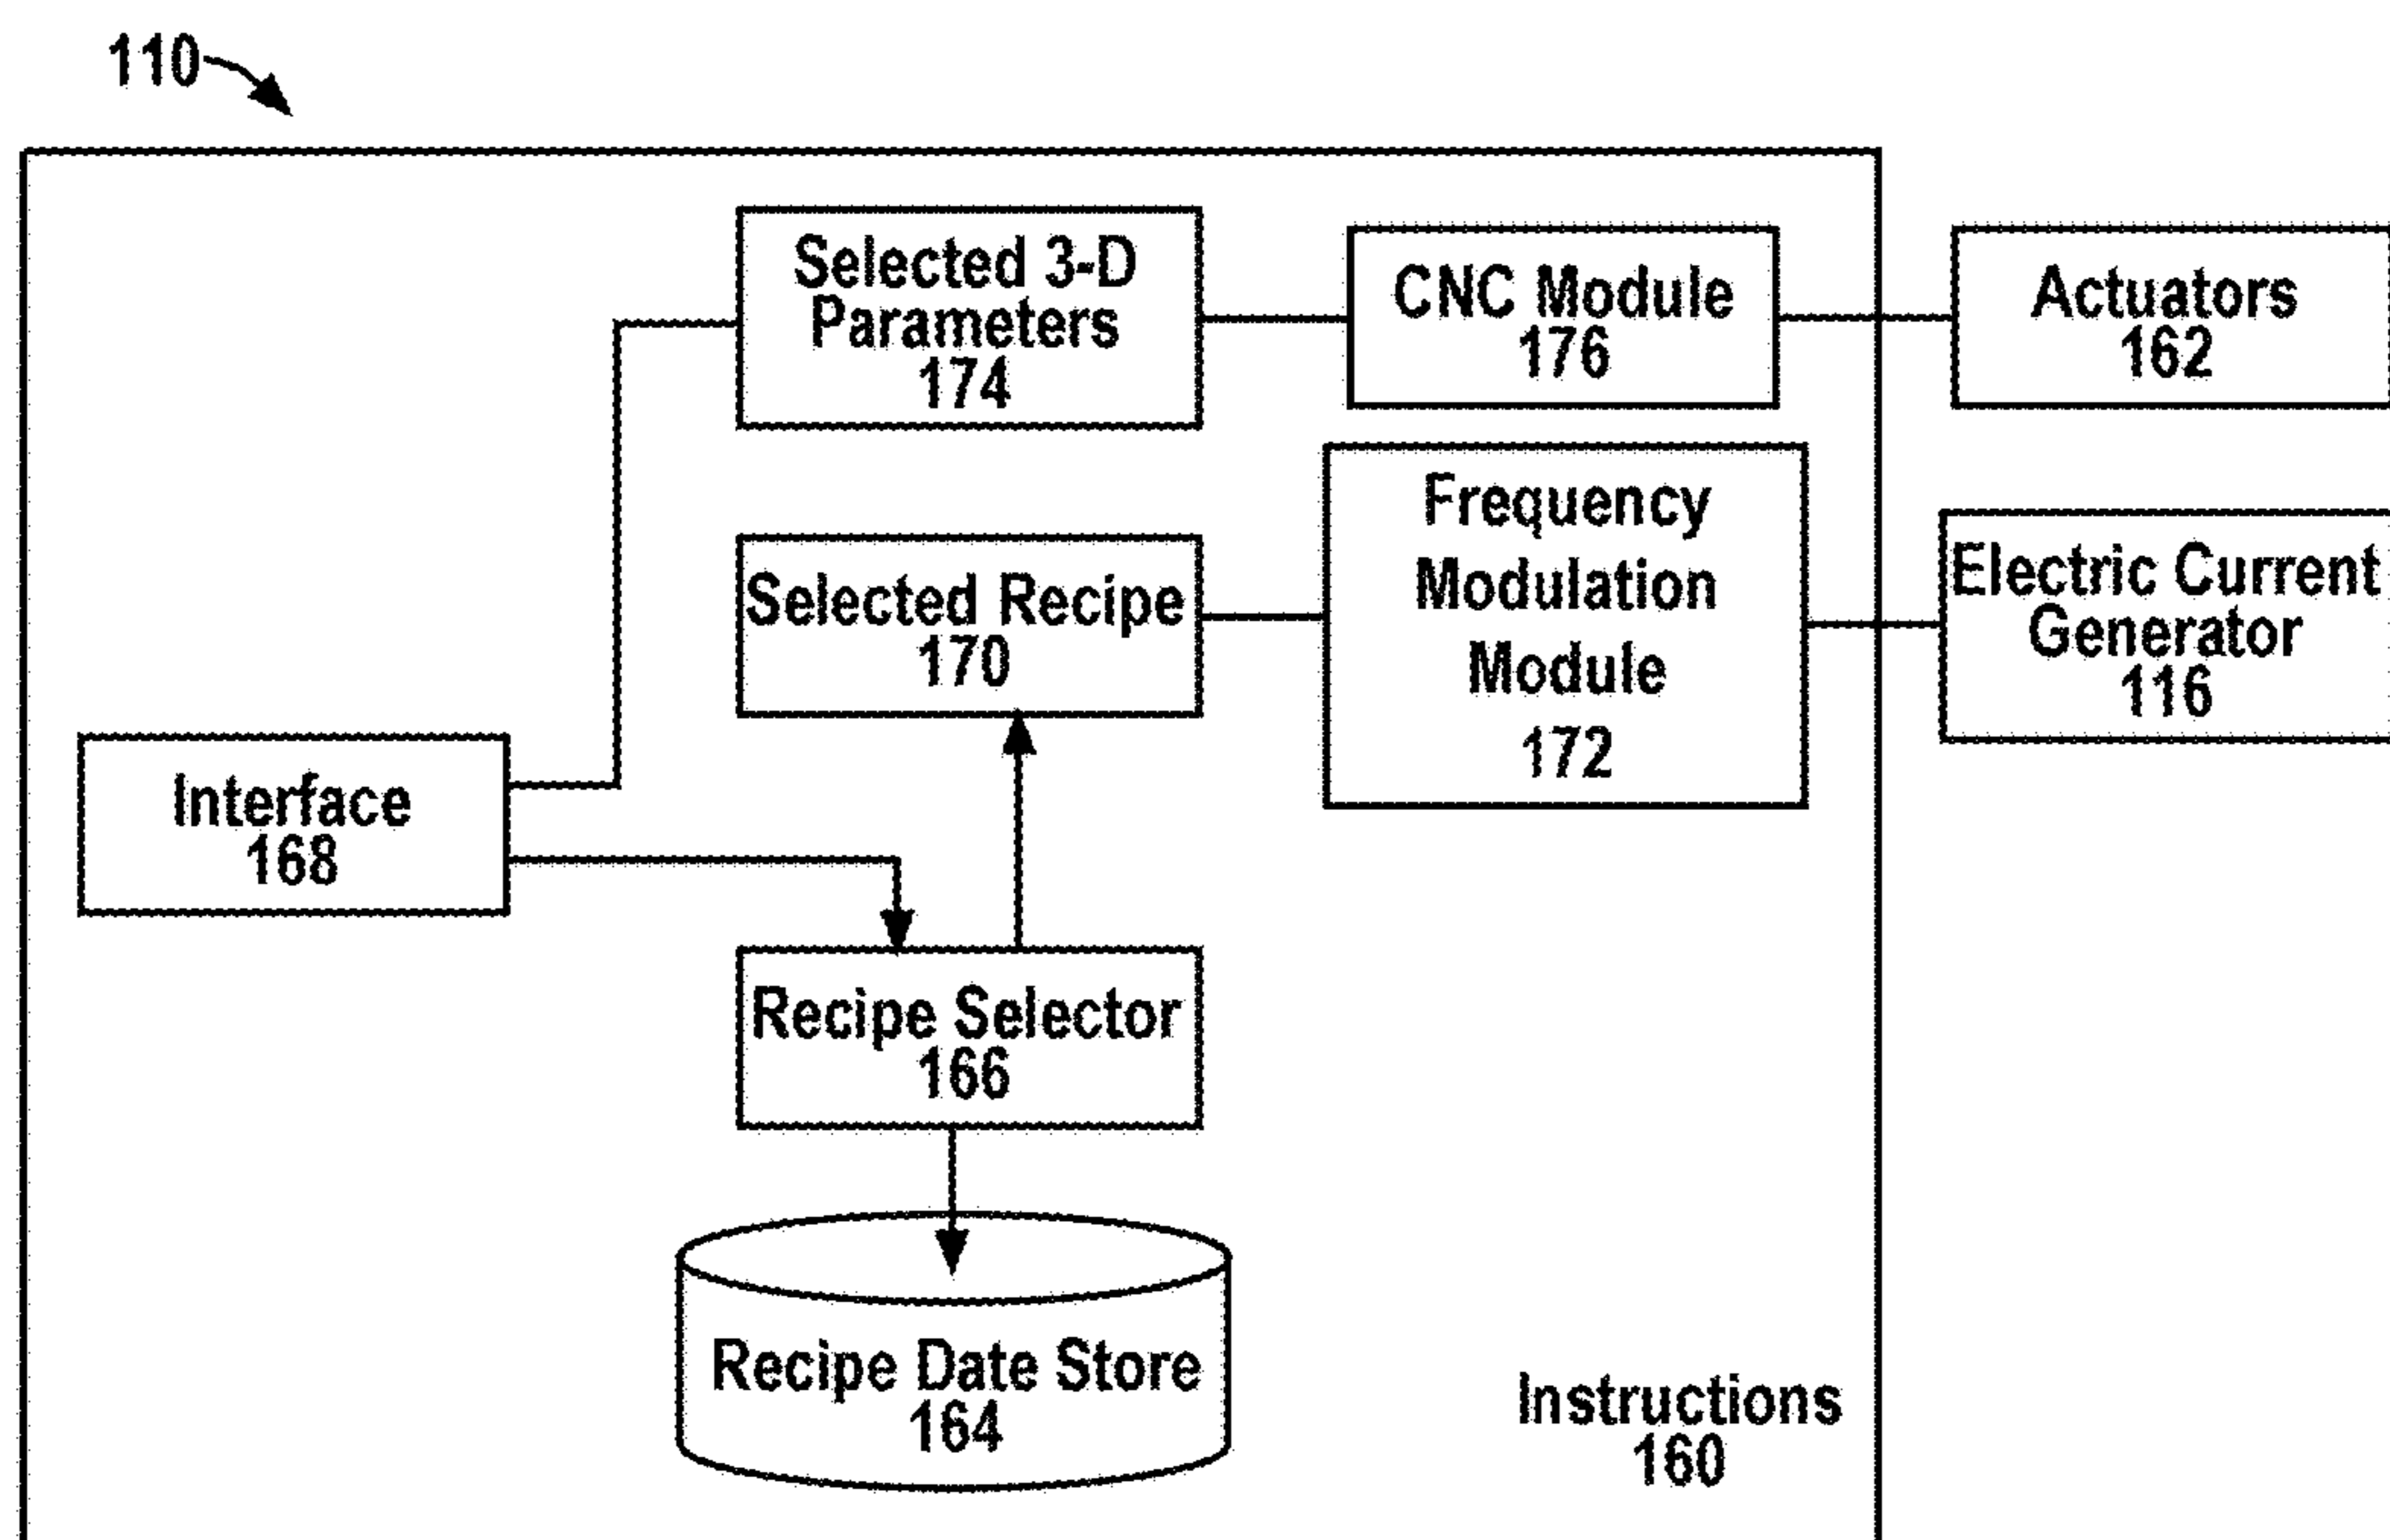 110
Selected 3-D
Parameters
174
CNC Module
176
Actuators
162
Selected Recipe
170
Frequency
Modulation
Module
172
Electric Current
Generator
116
Interface
168
Recipe Selector
166
Recipe Date Store
164
Instructions
160